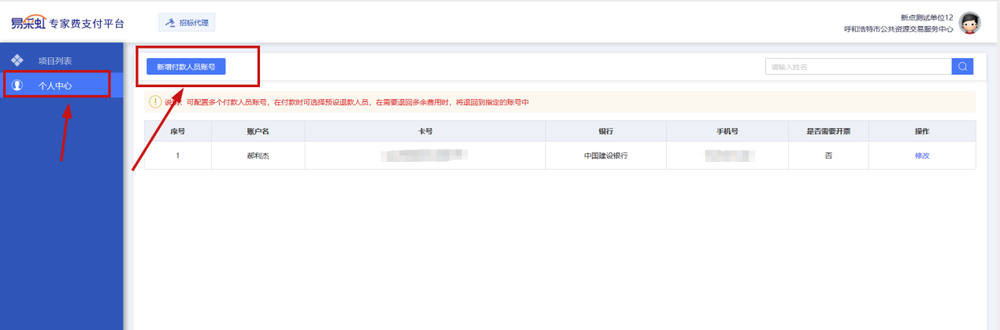 易采虹 专家费支付平台
招标代理
新点测试单位12
呼和浩特市公共资源交易服务中心
项目列表
个人中心
新增付款人员账号
请输入姓名
说明：可配置多个付款人员账号，在付款时可选择预设退款人员，在需要退回多余费用时，将退回到指定的账号中
序号 账户名 卡号 银行 手机号 是否需要开票 操作
1 郝利杰 中国建设银行 否 修改